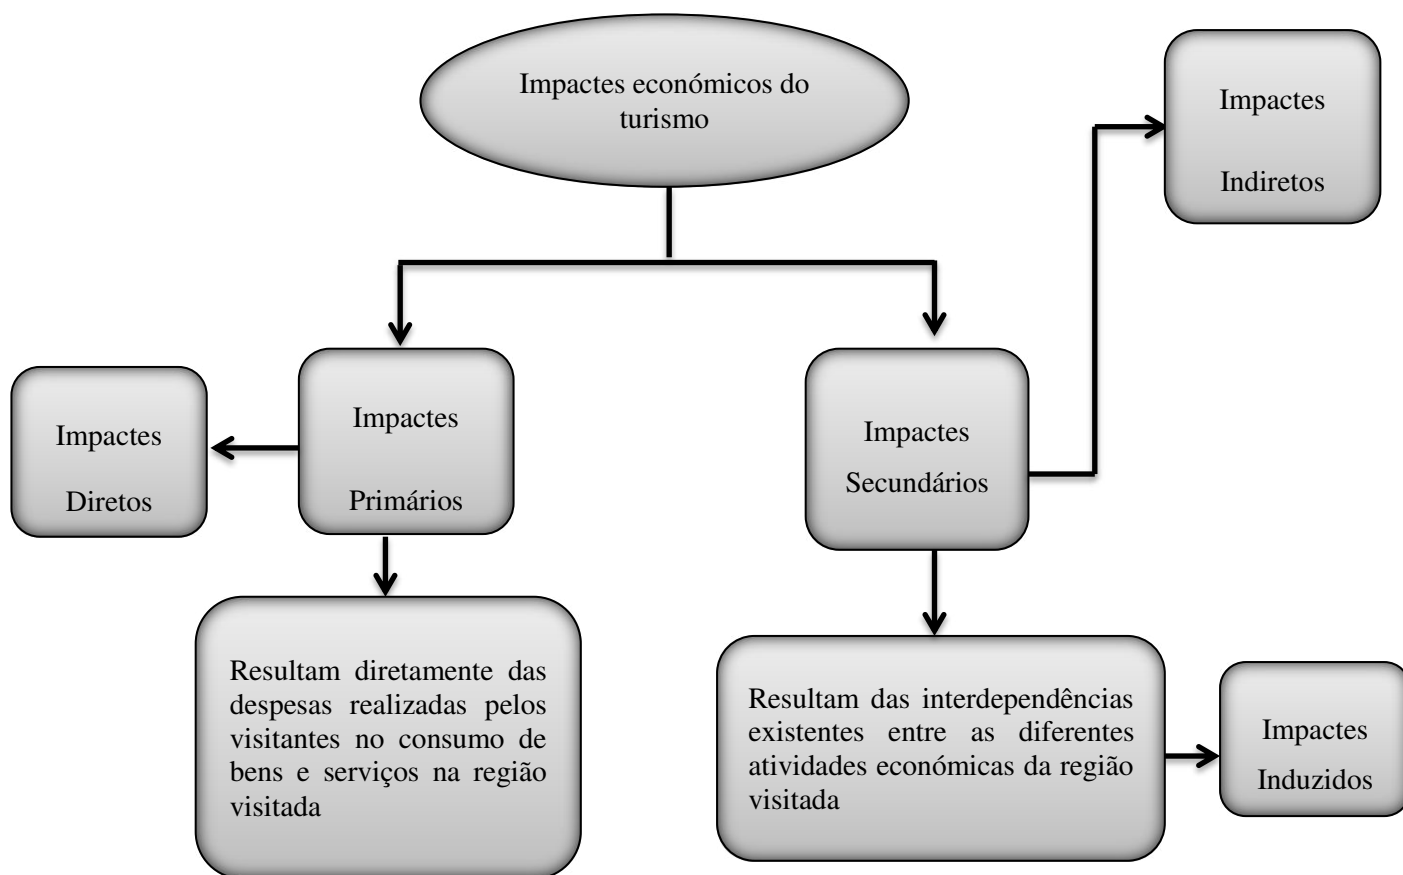 Impactes económicos do
turismo
Impactes
Indiretos
Impactes
Diretos
Impactes
Primários
Impactes
Secundários
Resultam diretamente das
despesas realizadas pelos
visitantes no consumo de
bens e serviços na região
visitada
Resultam das interdependências
existentes entre as diferentes
atividades económicas da região
visitada
Impactes
Induzidos